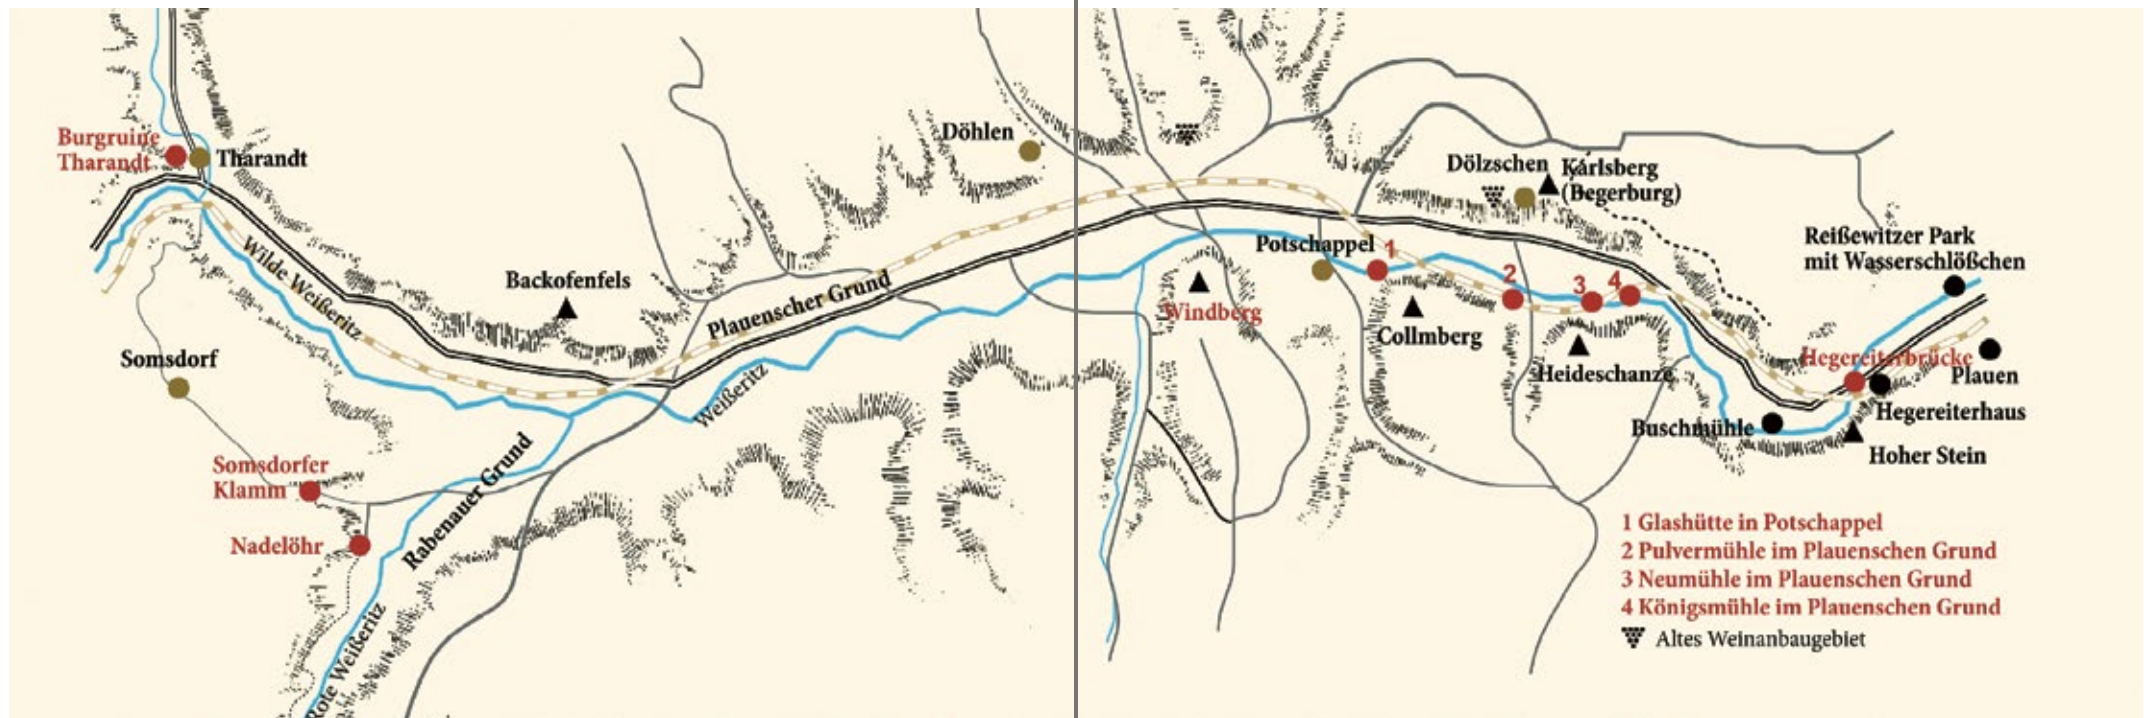 Burgruine
Tharandt
Tharandt
Döhlen
Dölzschen
Karlsberg
(Begerburg)
Reißewitzer Park
mit Wasserschlößchen
Wilde Weißeritz
Backofenfels
Plauenscher Grund
Potschappel
1
2
3
4
Windberg
Collmberg
Heideschanze
Hegereiterbrücke
Plauen
Hegereiterhaus
Buschmühle
Hoher Stein
Somsdorf
Weißeritz
Somsdorfer
Klamm
Rabenauer Grund
Nadelöhr
Rote Weißeritz
1 Glashütte in Potschappel
2 Pulvermühle im Plauenschen Grund
3 Neumühle im Plauenschen Grund
4 Königsmühle im Plauenschen Grund
Altes Weinanbaugebiet